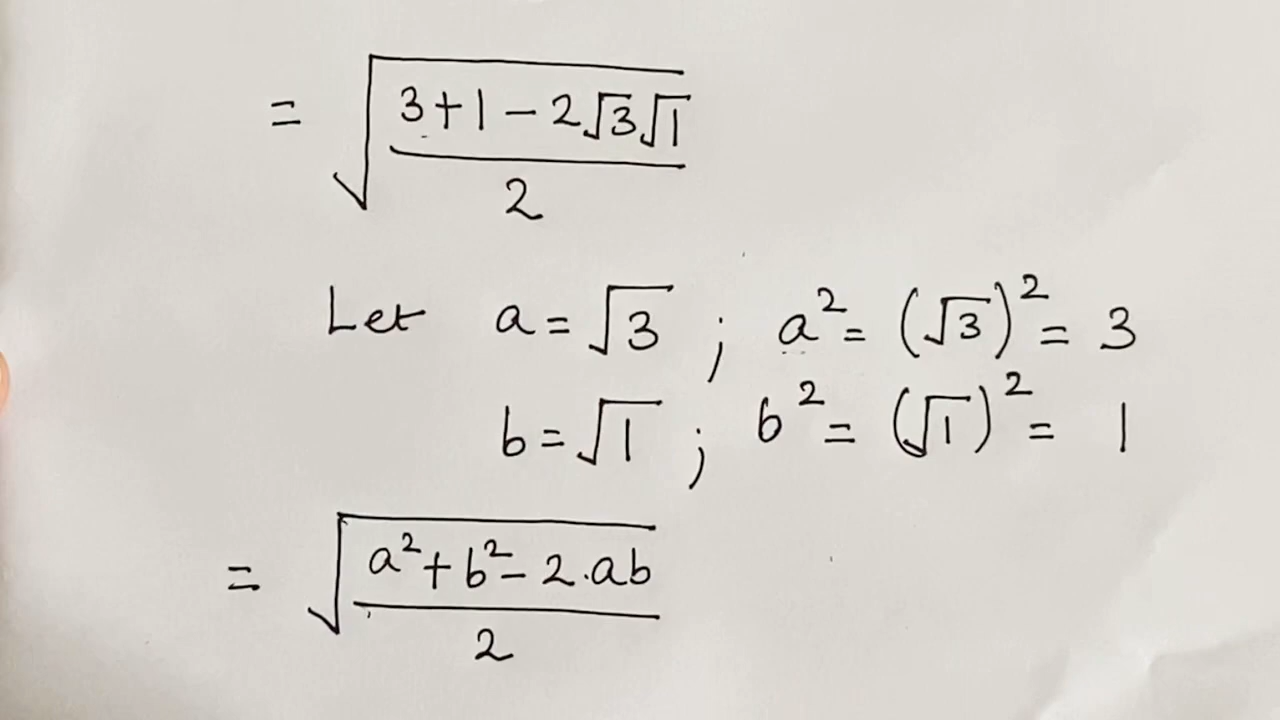 = √((3+1-2√3√1)/2)
Let a=√3 ; a²= (√3)²= 3
b=√1 ; b²= (√1)²= 1
= √((a²+b²-2.ab)/2)